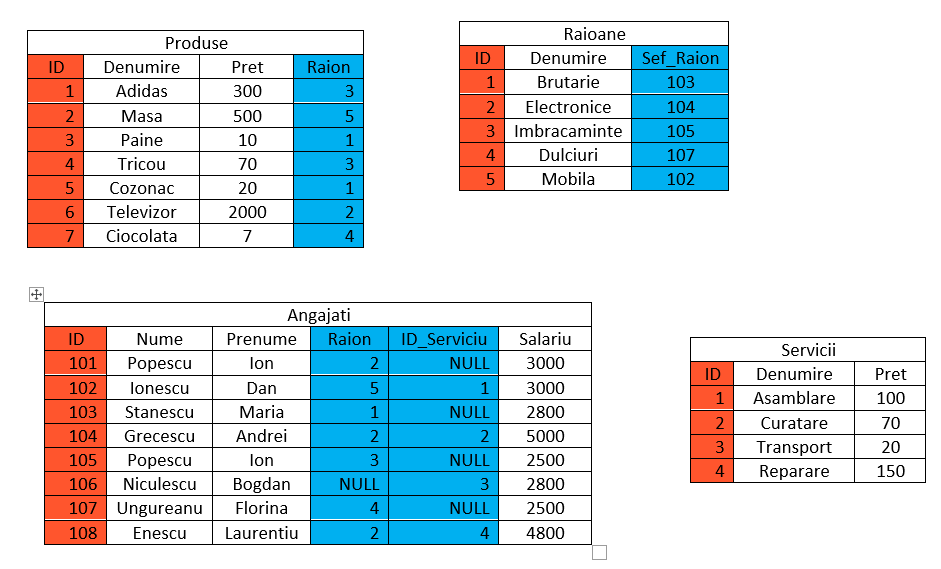 Produse
ID Denumire Pret Raion
1 Adidas 300 3
2 Masa 500 5
3 Paine 10 1
4 Tricou 70 3
5 Cozonac 20 1
6 Televizor 2000 2
7 Ciocolata 7 4
Raioane
ID Denumire Sef_Raion
1 Brutarie 103
2 Electronice 104
3 Imbracaminte 105
4 Dulciuri 107
5 Mobila 102
Angajati
ID Nume Prenume Raion ID_Serviciu Salariu
101 Popescu Ion 2 NULL 3000
102 Ionescu Dan 5 1 3000
103 Stanescu Maria 1 NULL 2800
104 Grecescu Andrei 2 2 5000
105 Popescu Ion 3 NULL 2500
106 Niculescu Bogdan NULL 3 2800
107 Ungureanu Florina 4 NULL 2500
108 Enescu Laurentiu 2 4 4800
Servicii
ID Denumire Pret
1 Asamblare 100
2 Curatare 70
3 Transport 20
4 Reparare 150